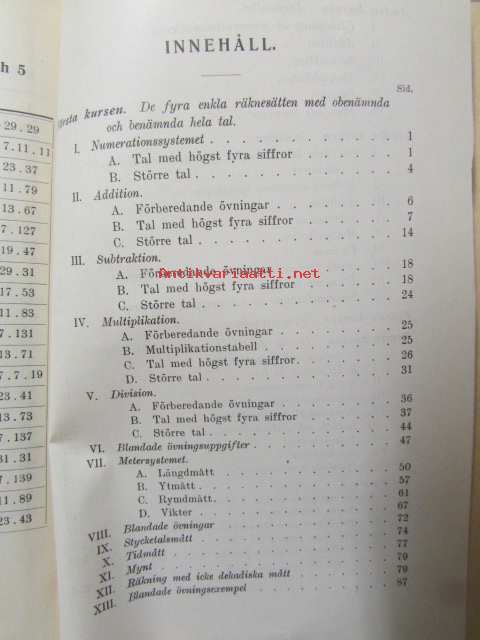 h 5
29.29
7.11.11
23.37
11.79
13.67
7.127
19.47
29.31
17.53
11.83
7.131
13.71
7.7.19
23.41
13.73
7.137
31.31
7.139
11.89
23.43
INNEHÅLL.
Sid.
Första kursen. De fyra enkla räknesätten med obenämnda
och benämnda hela tal.
I. Numerationssystemet . . . 1
A. Tal med högst fyra siffror . . . 1
B. Större tal . . . 4
II. Addition.
A. Förberedande övningar . . . 6
B. Tal med högst fyra siffror . . . 7
C. Större tal . . . 14
III. Subtraktion.
A. Förberedande övningar . . . 18
B. Tal med högst fyra siffror . . . 18
C. Större tal . . . 24
antikvariaatti.net
IV. Multiplikation.
A. Förberedande övningar . . . 25
B. Multiplikationstabell . . . 25
C. Tal med högst fyra siffror . . . 26
D. Större tal . . . 31
V. Division.
A. Förberedande övningar . . . 36
B. Tal med högst fyra siffror . . . 37
C. Större tal . . . 44
VI. Blandade övningsuppgifter . . . 47
VII. Metersystemet.
A. Längdmått . . . 50
B. Ytmått . . . 57
C. Rymdmått . . . 61
D. Vikter . . . 67
VIII. Blandade övningar . . . 72
IX. Stycketalsmått . . . 74
X. Tidmått . . . 77
XI. Mynt . . . 79
XII. Räkning med icke dekadiska mått . . . 79
XIII. Blandade övningsexempel . . . 87